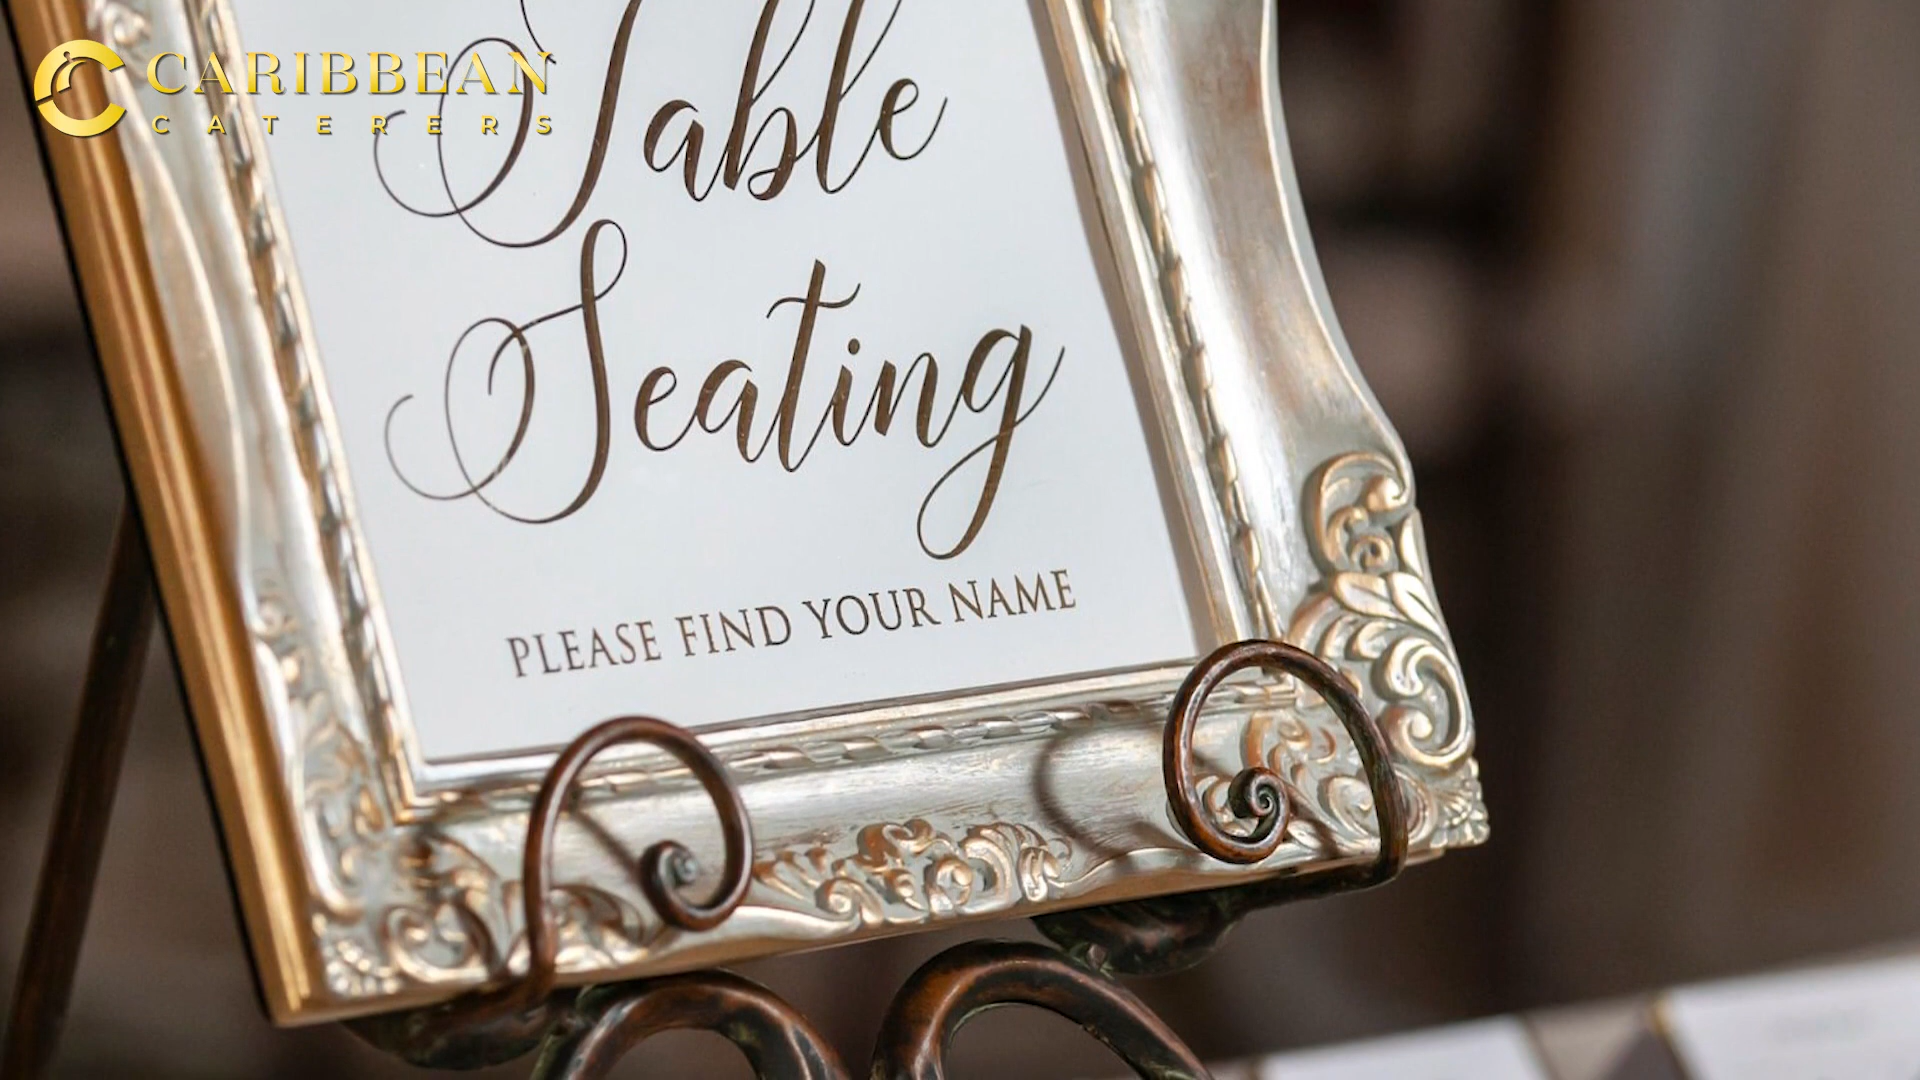 CARIBBEAN
CATERERS
Table
Seating
PLEASE FIND YOUR NAME